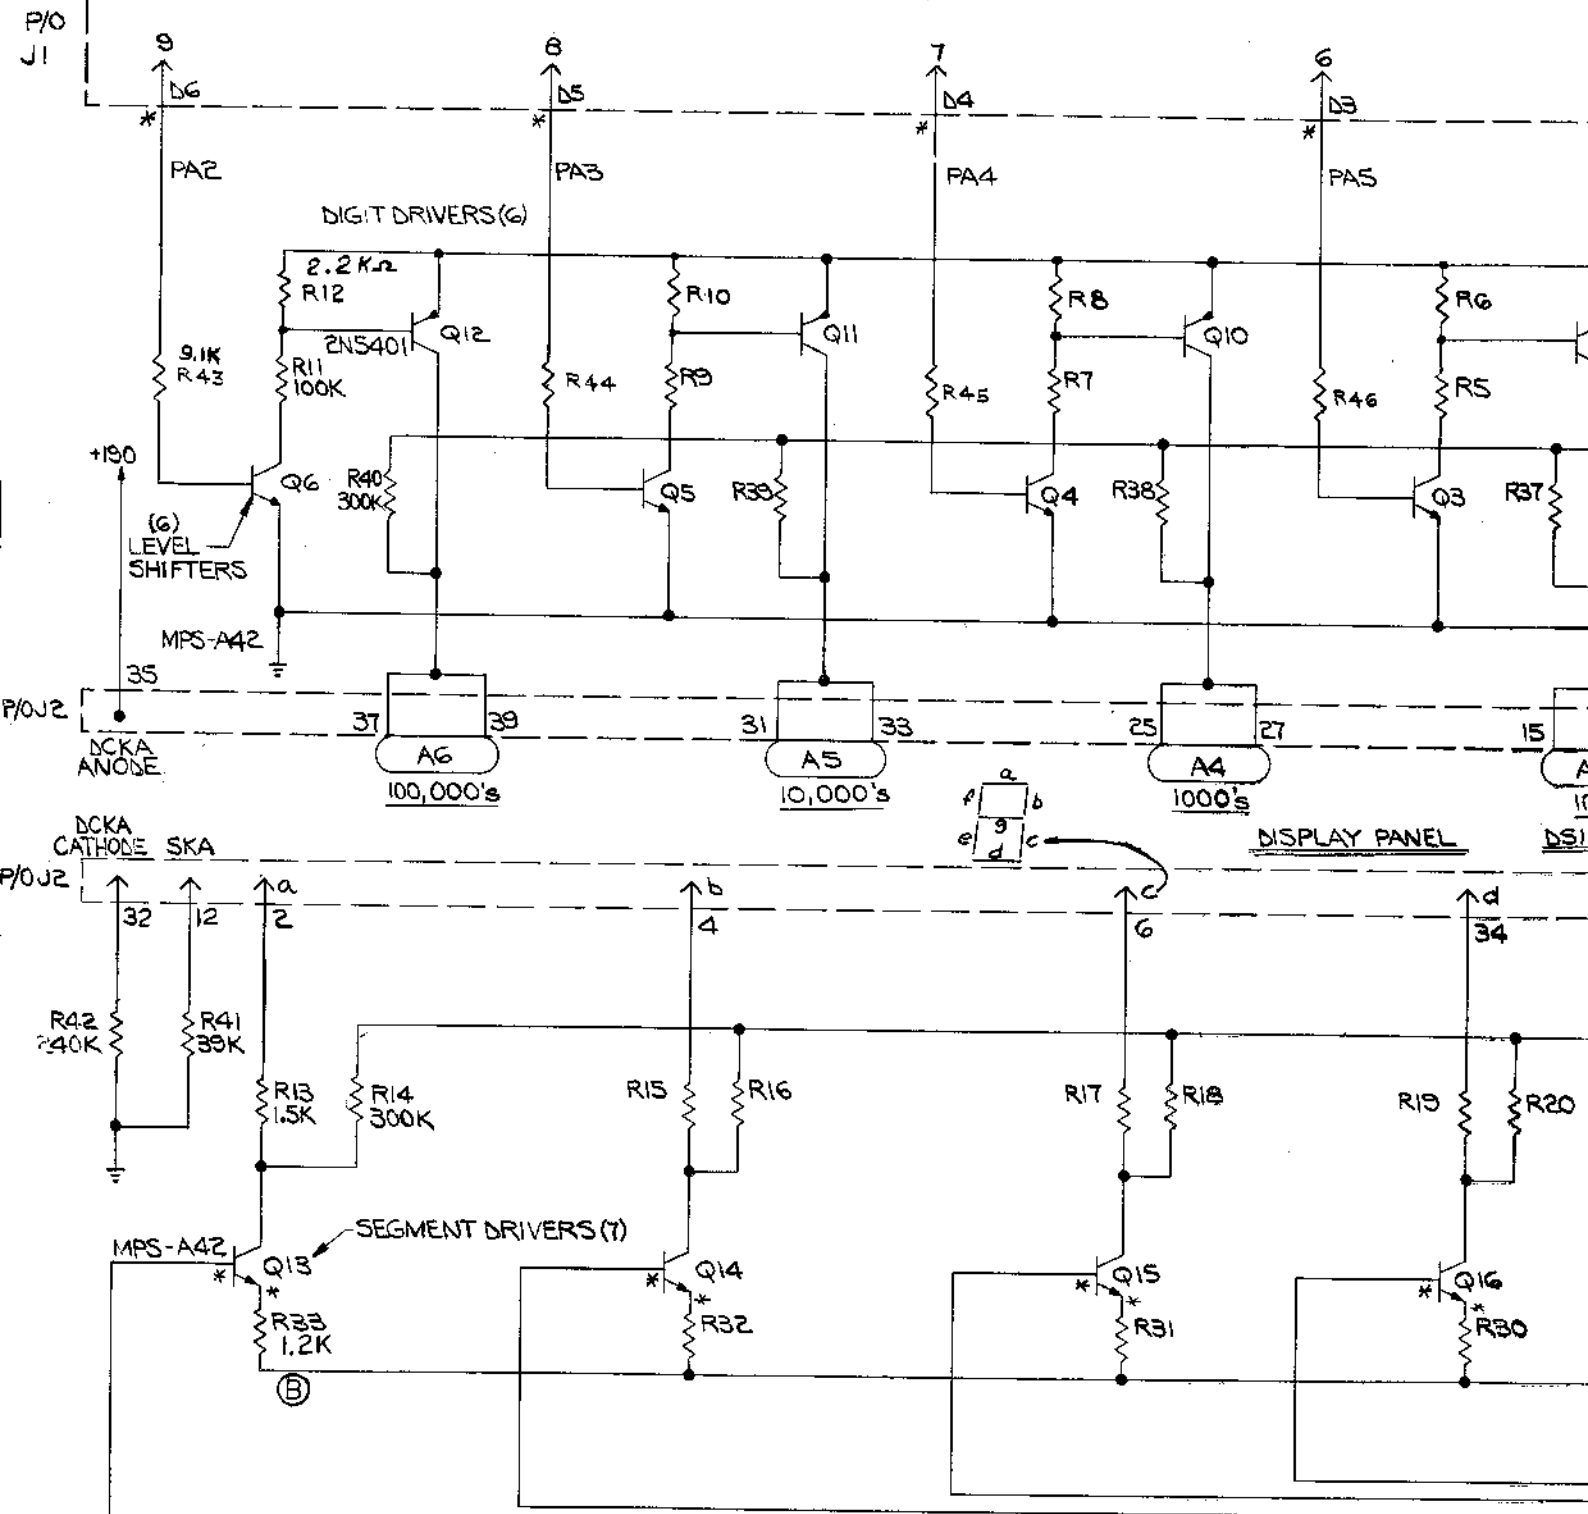 P/O
J1
9
8
7
6
D6
D5
D4
D3
*
*
*
*
PA2
PA3
PA4
PA5
DIGIT DRIVERS (6)
2.2KΩ
R12
R10
R8
R6
Q12
2N5401
Q11
Q10
9.1K
R43
R11
100K
R44
R9
R45
R7
R46
R5
+190
Q6
R40
300K
Q5
R39
Q4
R38
Q3
R37
(6)
LEVEL
SHIFTERS
MPS-A42
35
P/OJ2
37
39
31
33
25
27
15
DCKA
ANODE
A6
A5
A4
100,000's
10,000's
1000's
a
f
b
g
e
c
d
DISPLAY PANEL
DCKA
CATHODE
SKA
P/OJ2
a
b
c
d
32
12
2
4
6
34
R42
R41
39K
R13
1.5K
R14
300K
R15
R16
R17
R18
R19
R20
MPS-A42
SEGMENT DRIVERS (7)
* Q13 *
* Q14 *
* Q15 *
* Q16 *
R33
1.2K
R32
R31
R30
B